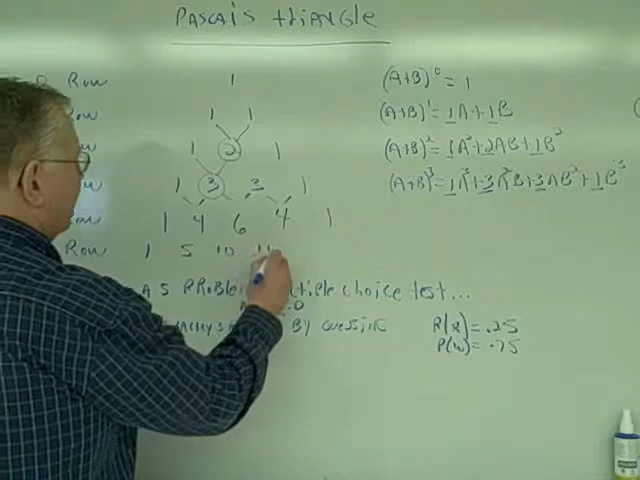 PASCAl'S tRIANGlE
0 Row 1
Row 1 1
Row 1 2 1
Row 1 3 3 1
Row 1 4 6 4 1
Row 1 5 10
A 5 PRoble tiple choice test...
By guessing
(A+B)⁰ = 1
(A+B)¹ = 1A+1B
(A+B)² = 1A²+2AB+1B²
(A+B)³ = 1A³+3A²B+3AB²+1B³
P(R) = .25
P(W) = .75